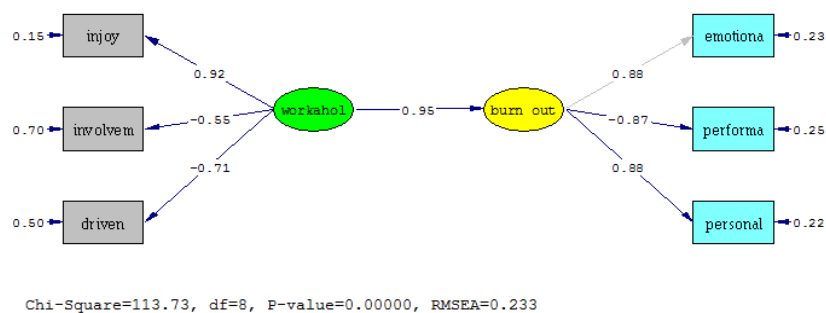 0.15 injoy emotiona 0.23
0.92 0.88
0.70 involvem -0.55 workahol 0.95 burn out -0.87 performa 0.25
-0.71 0.88
0.50 driven personal 0.22
Chi-Square=113.73, df=8, P-value=0.00000, RMSEA=0.233